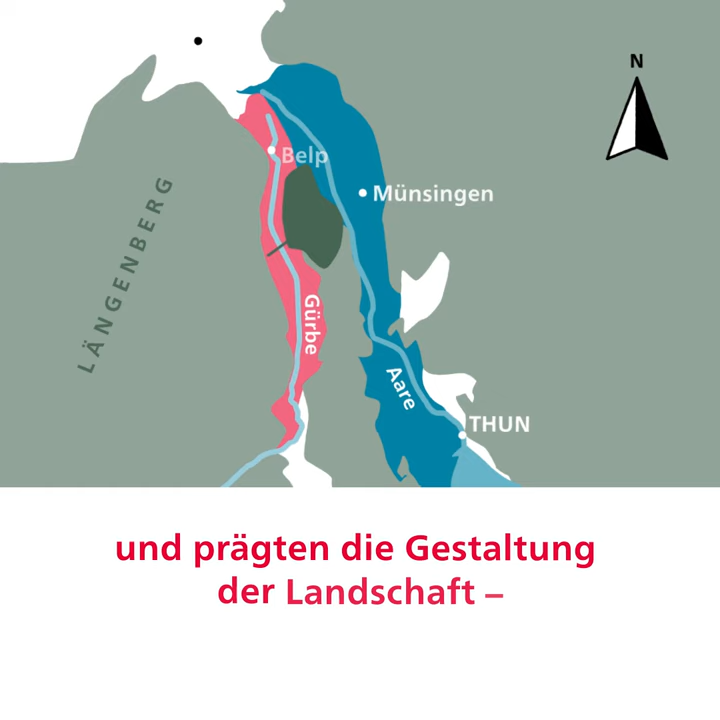 N
Belp
Münsingen
LÄNGENBERG
Gürbe
Aare
THUN
und prägten die Gestaltung
der Landschaft –